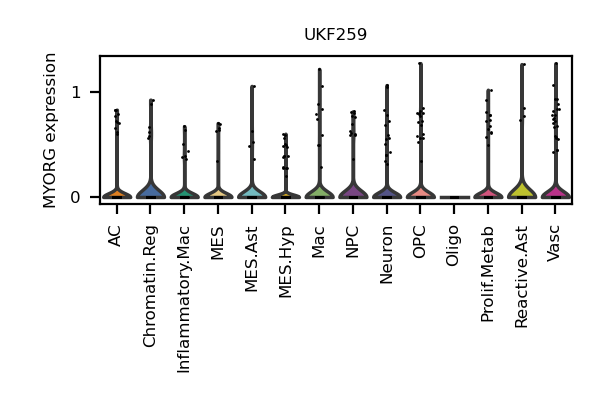 UKF259
MYORG expression
1
0
AC
Chromatin.Reg
Inflammatory.Mac
MES
MES.Ast
MES.Hyp
Mac
NPC
Neuron
OPC
Oligo
Prolif.Metab
Reactive.Ast
Vasc